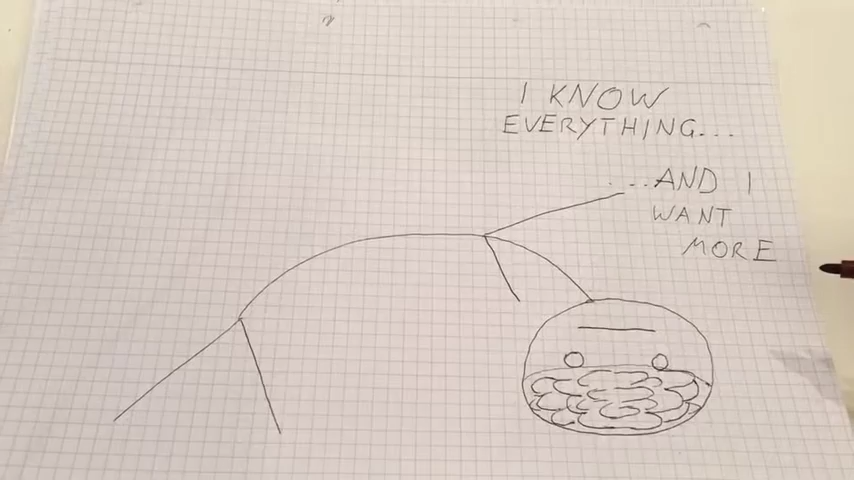 I KNOW
EVERYTHING...
...AND I
WANT
MORE